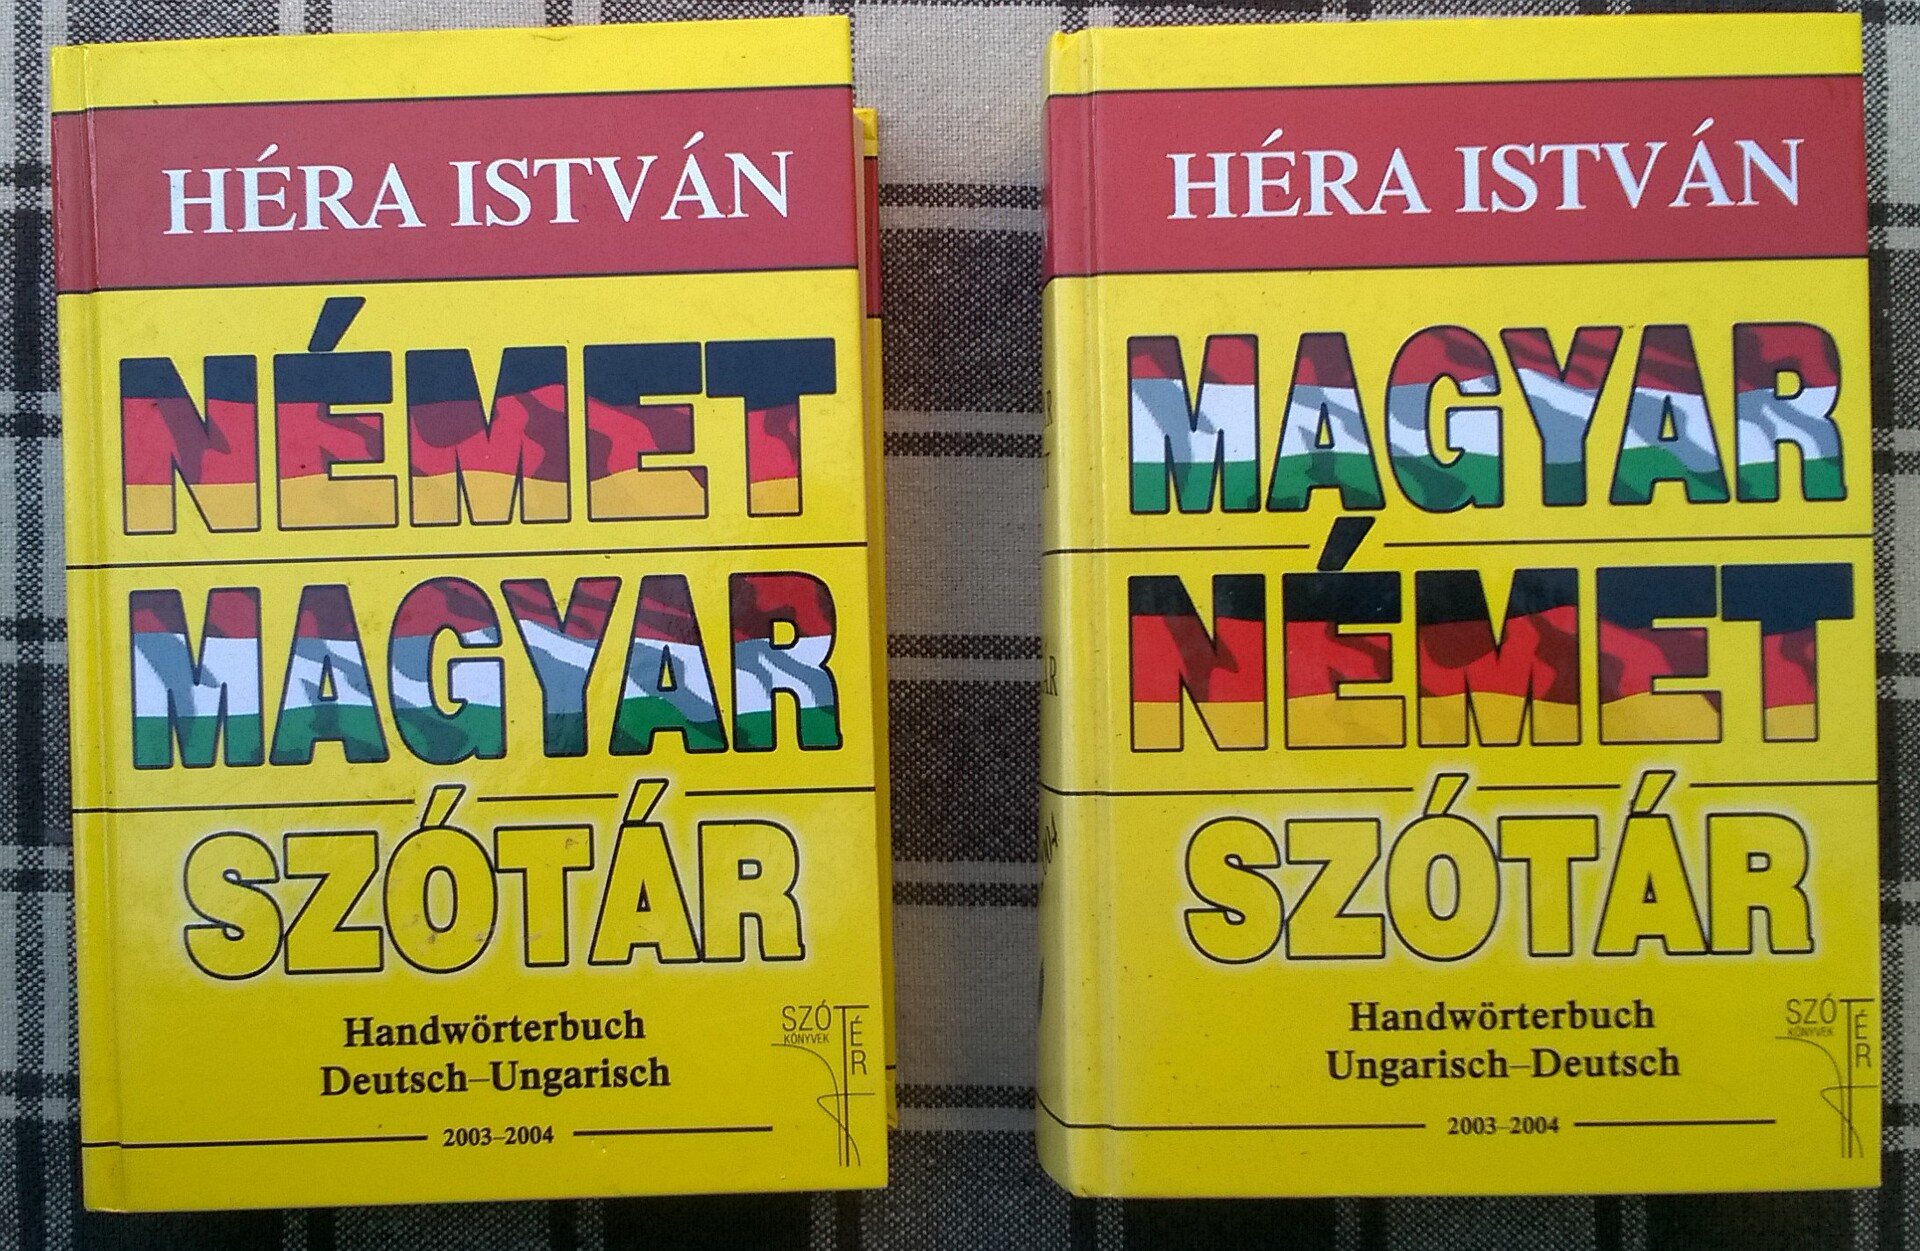 HÉRA ISTVÁN
NÉMET
MAGYAR
SZÓTÁR
Handwörterbuch
Deutsch–Ungarisch
2003–2004
SZÓ
KÖNYVEK
TÉR
HÉRA ISTVÁN
MAGYAR
NÉMET
SZÓTÁR
Handwörterbuch
Ungarisch–Deutsch
2003–2004
SZÓ
KÖNYVEK
TÉR